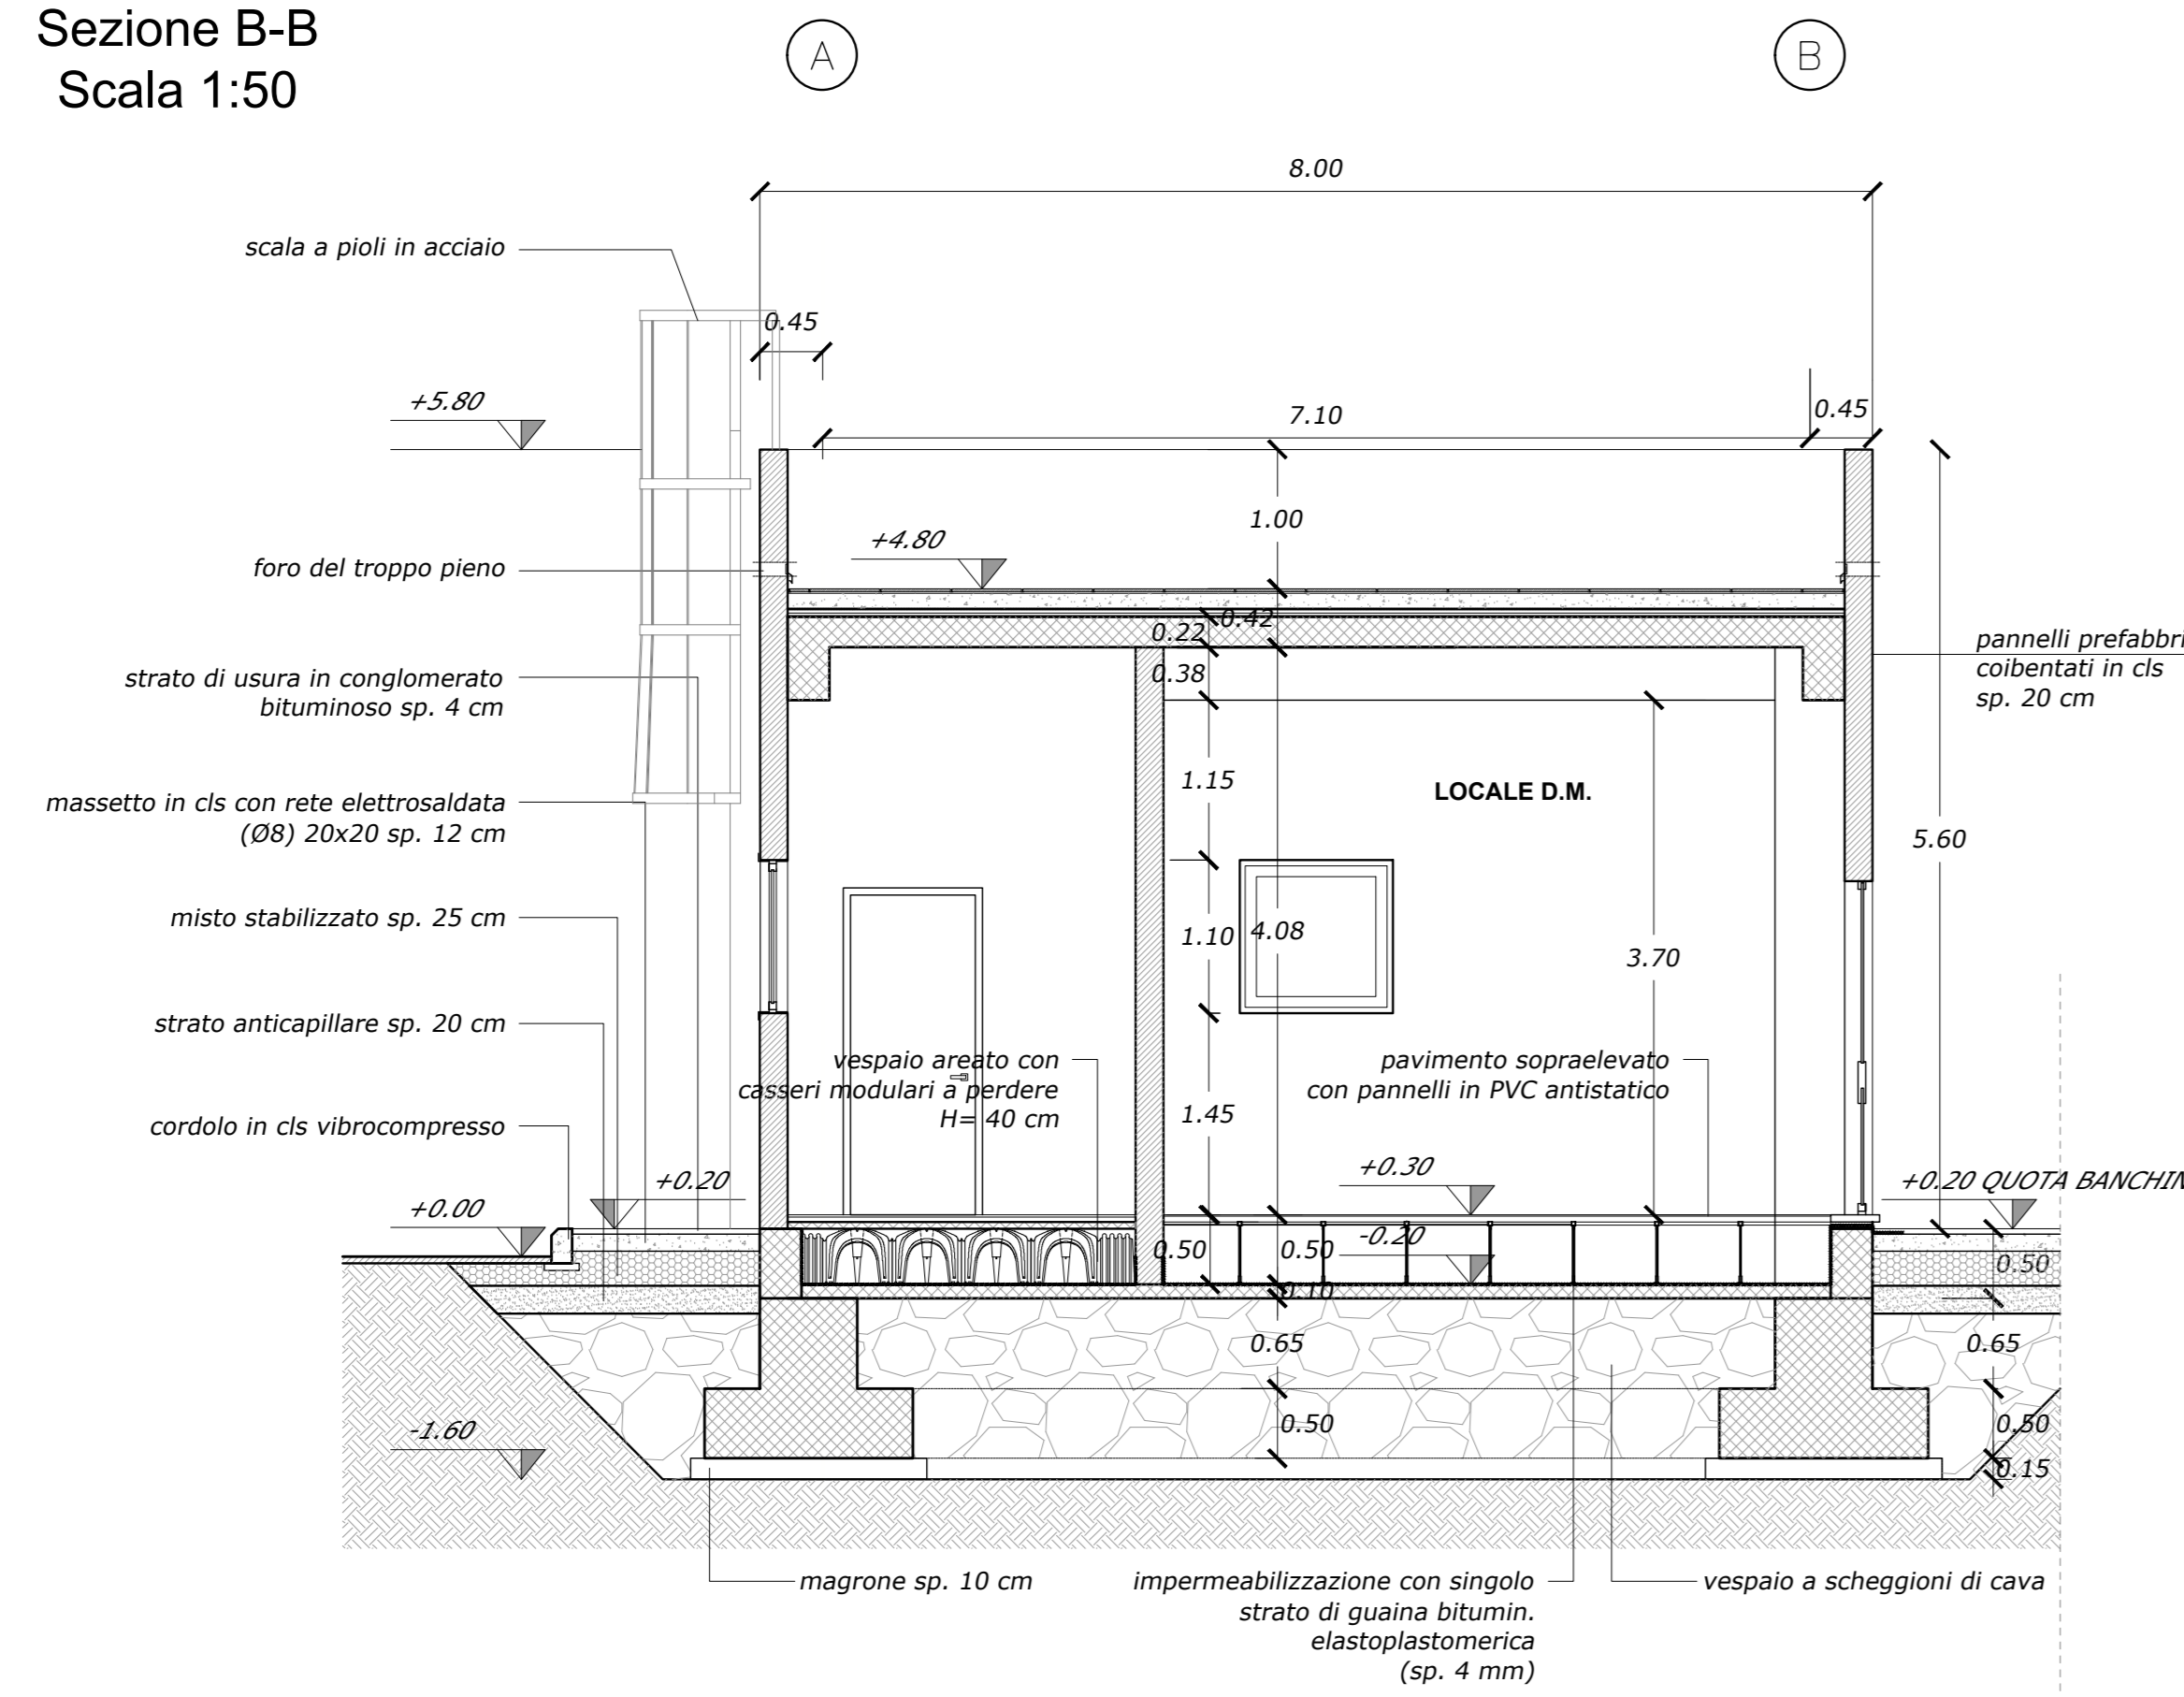 Sezione B-B
Scala 1:50
A
B
8.00
scala a pioli in acciaio
0.45
+5.80
7.10
0.45
1.00
+4.80
foro del troppo pieno
0.42
0.22
0.38
pannelli prefabbri
coibentati in cls
sp. 20 cm
strato di usura in conglomerato
bituminoso sp. 4 cm
1.15
LOCALE D.M.
massetto in cls con rete elettrosaldata
(Ø8) 20x20 sp. 12 cm
5.60
misto stabilizzato sp. 25 cm
1.10
4.08
3.70
strato anticapillare sp. 20 cm
vespaio areato con
casseri modulari a perdere
H= 40 cm
pavimento sopraelevato
con pannelli in PVC antistatico
1.45
cordolo in cls vibrocompresso
+0.20
+0.30
+0.20 QUOTA BANCHIN
+0.00
-0.20
0.50
0.50
0.50
0.10
0.65
0.65
0.50
0.50
-1.60
0.15
magrone sp. 10 cm
impermeabilizzazione con singolo
strato di guaina bitumin.
elastoplastomerica
(sp. 4 mm)
vespaio a scheggioni di cava